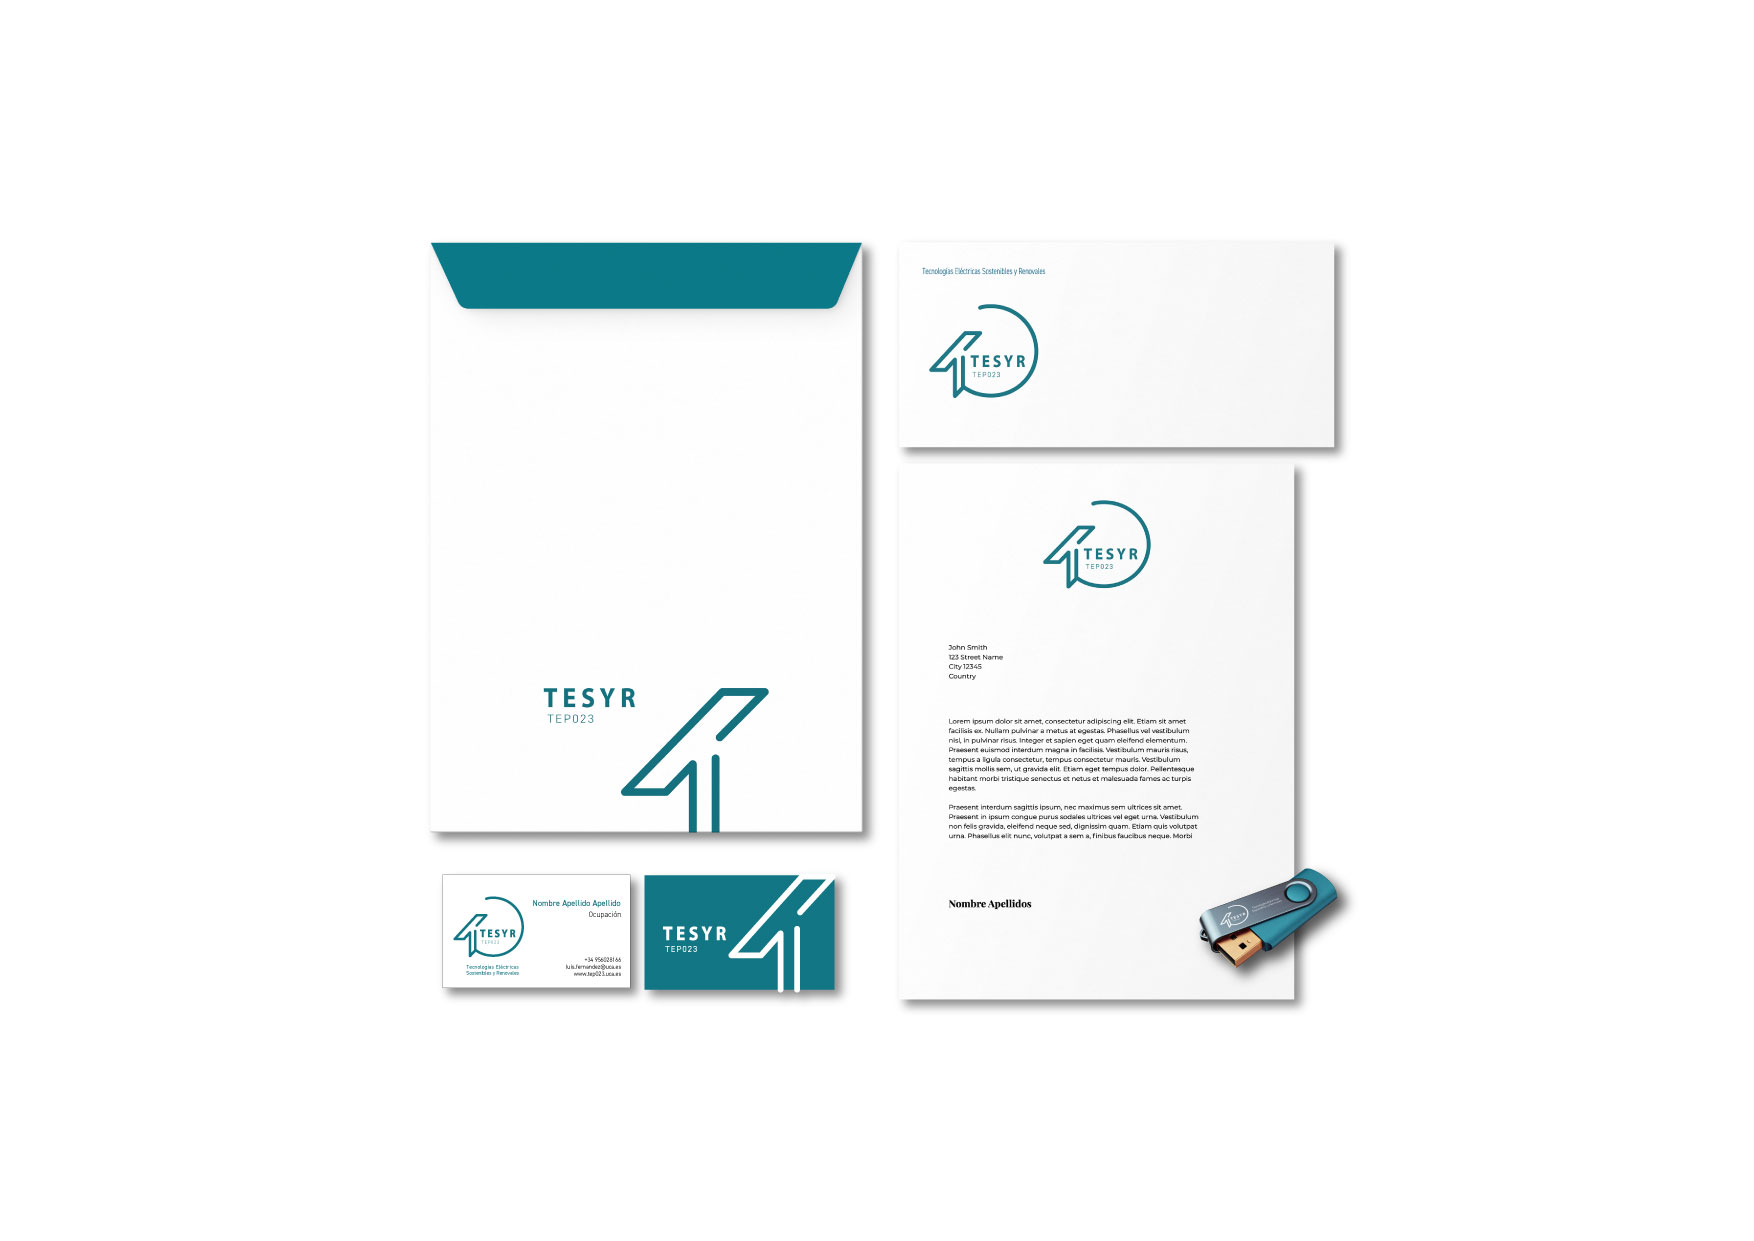 TESYR
TEP023
Tecnologías Eléctricas Sostenibles y Renovales
TESYR
TEP023
TESYR
TEP023
John Smith
123 Street Name
City 12345
Country
Lorem ipsum dolor sit amet, consectetur adipiscing elit. Etiam sit amet
facilisis ex. Nullam pulvinar a metus at egestas. Phasellus vel vestibulum
nisl, in pulvinar risus. Integer et sapien eget quam eleifend elementum.
Praesent euismod interdum magna in facilisis. Vestibulum mauris risus,
tempus a ligula consectetur, tempus consectetur mauris. Vestibulum
sagittis mollis sem, ut gravida elit. Etiam eget tempus dolor. Pellentesque
habitant morbi tristique senectus et netus et malesuada fames ac turpis
egestas.
Praesent interdum sagittis ipsum, nec maximus sem ultrices sit amet.
Praesent in ipsum congue purus sodales ultrices vel eget urna. Vestibulum
non felis gravida, eleifend neque sed, dignissim quam. Etiam quis volutpat
urna. Phasellus elit nunc, volutpat a sem a, finibus faucibus neque. Morbi
Nombre Apellidos
TESYR
TESYR
TEP023
Tecnologías Eléctricas
Sostenibles y Renovales
Nombre Apellido Apellido
Ocupación
+34 956028166
luis.fernandez@uca.es
www.tep023.uca.es
TESYR
TEP023